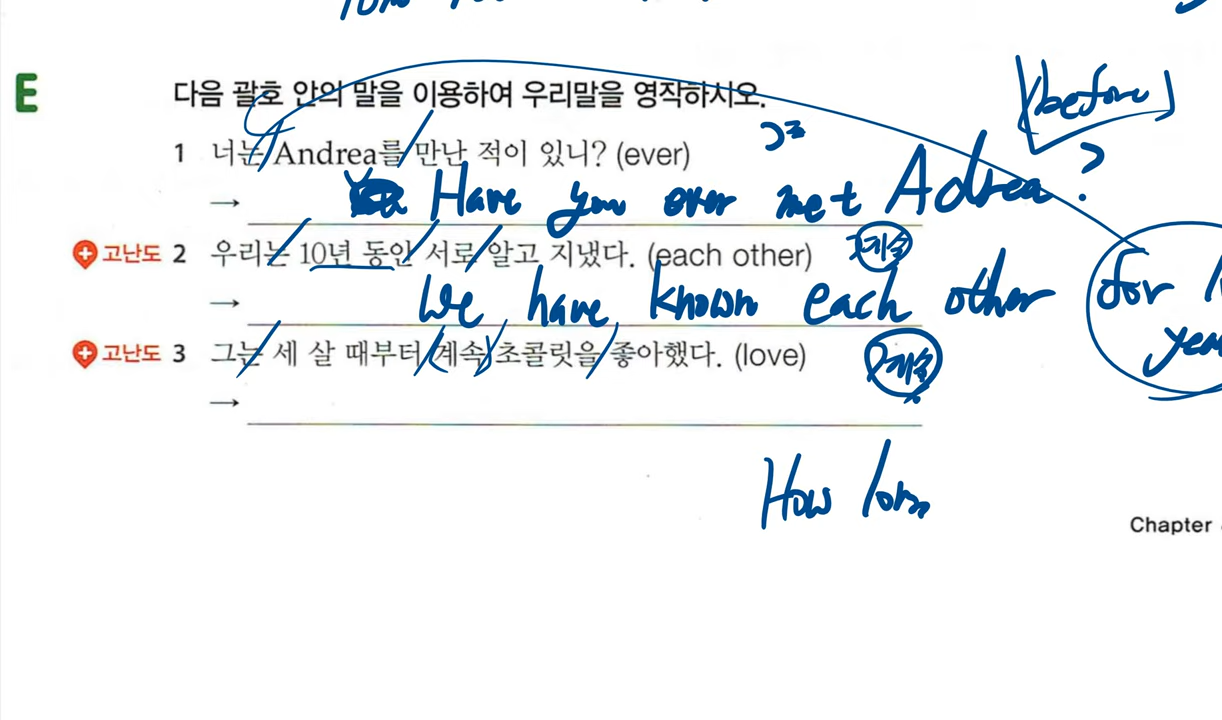 E 다음 괄호 안의 말을 이용하여 우리말을 영작하시오.
(before)
1 너는 Andrea를 만난 적이 있니? (ever)
→ Have you ever met Adrea?
고난도 2 우리는 10년 동안 서로 알고 지냈다. (each other) 계속
→ We have known each other for
고난도 3 그는 세 살 때부터 계속 초콜릿을 좋아했다. (love) 계속
→
How
Chapter